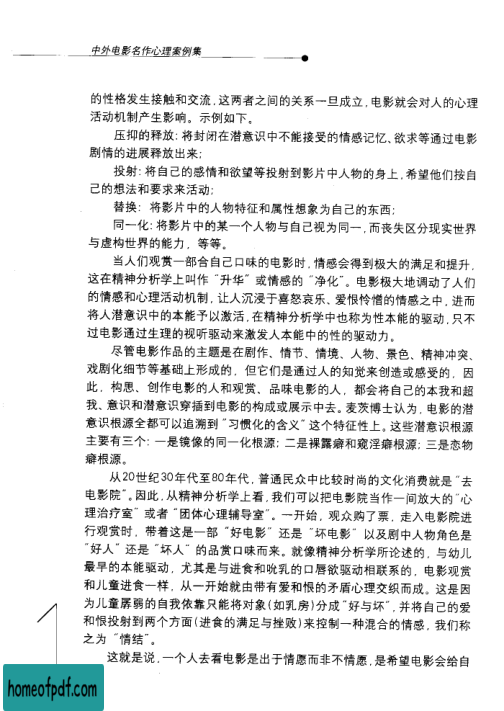 中外电影名作心理案例集
的性格发生接触和交流，这两者之间的关系一旦成立，电影就会对人的心理
活动机制产生影响。示例如下。
压抑的释放：将封闭在潜意识中不能接受的情感记忆、欲求等通过电影
剧情的进展释放出来；
投射：将自己的感情和欲望等投射到影片中人物的身上，希望他们按自
己的想法和要求来活动；
替换：将影片中的人物特征和属性想象为自己的东西；
同一化：将影片中的某一个人物与自己视为同一，而丧失区分现实世界
与虚构世界的能力，等等。
当人们观赏一部合自己口味的电影时，情感会得到极大的满足和提升，
这在精神分析学上叫作“升华”或情感的“净化”。电影极大地调动了人们
的情感和心理活动机制，让人沉浸于喜怒哀乐、爱恨怜憎的情感之中，进而
将人潜意识中的本能予以激活，在精神分析学中也称为性本能的驱动，只不
过电影通过生理的视听驱动来激发人本能中的性的驱动力。
尽管电影作品的主题是在剧作、情节、情境、人物、景色、精神冲突、
戏剧化细节等基础上形成的，但它们是通过人的知觉来创造或感受的，因
此，构思、创作电影的人和观赏、品味电影的人，都会将自己的本我和超
我、意识和潜意识穿插到电影的构成或展示中去。麦茨博士认为，电影的潜
意识根源全都可以追溯到“习惯化的含义”这个特征性上。这些潜意识根源
主要有三个：一是镜像的同一化根源；二是裸露癖和窥淫癖根源；三是恋物
癖根源。
从20世纪30年代至80年代，普通民众中比较时尚的文化消费就是“去
电影院”。因此，从精神分析学上看，我们可以把电影院当作一间放大的“心
理治疗室”或者“团体心理辅导室”。一开始，观众购了票，走入电影院进
行观赏时，带着这是一部“好电影”还是“坏电影”以及剧中人物角色是
“好人”还是“坏人”的品赏口味而来。就像精神分析学所论述的，与幼儿
最早的本能驱动，尤其是与进食和吮乳的口唇欲驱动相联系的，电影观赏
和儿童进食一样，从一开始就由带有爱和恨的矛盾心理交织而成。这是因
为儿童孱弱的自我依靠只能将对象（如乳房）分成“好与坏”，并将自己的爱
和恨投射到两个方面（进食的满足与挫败）来控制一种混合的情感，我们称
之为“情结”。
这就是说，一个人去看电影是出于情愿而非不情愿，是希望电影会给自
1
homeofpdf.com